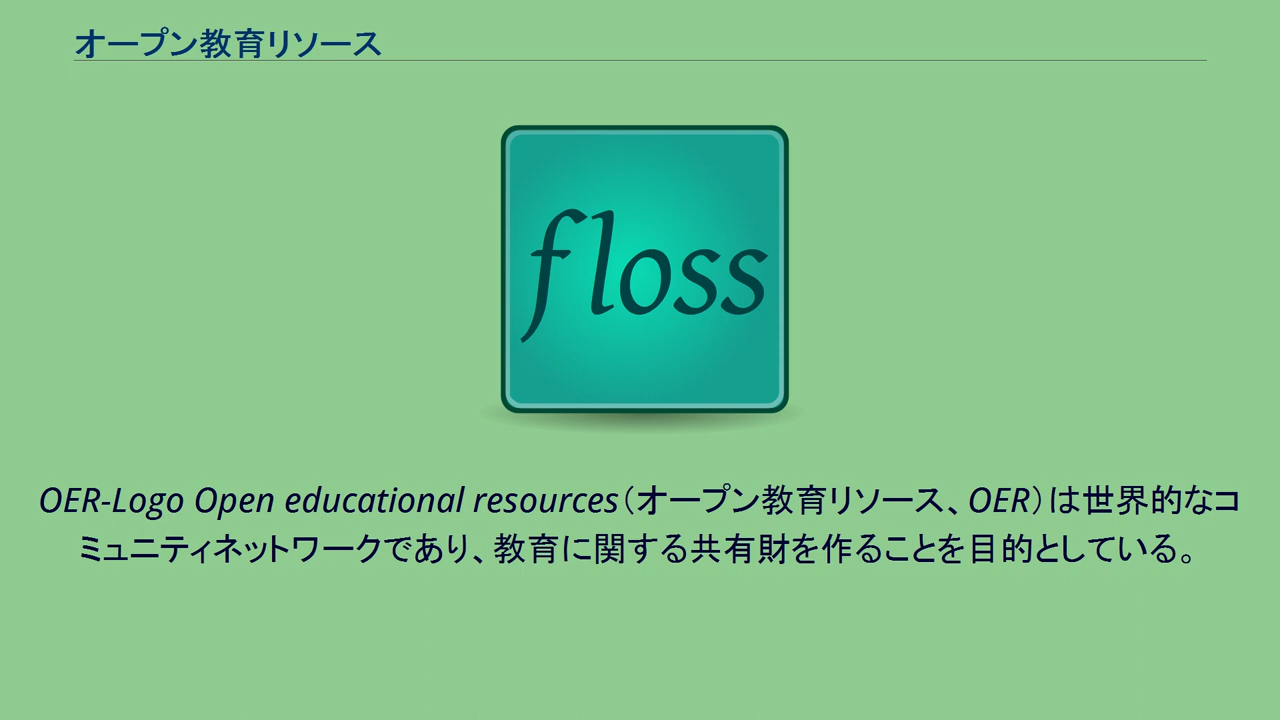 オープン教育リソース
floss
OER-Logo Open educational resources（オープン教育リソース、OER）は世界的なコ
ミュニティネットワークであり、教育に関する共有財を作ることを目的としている。